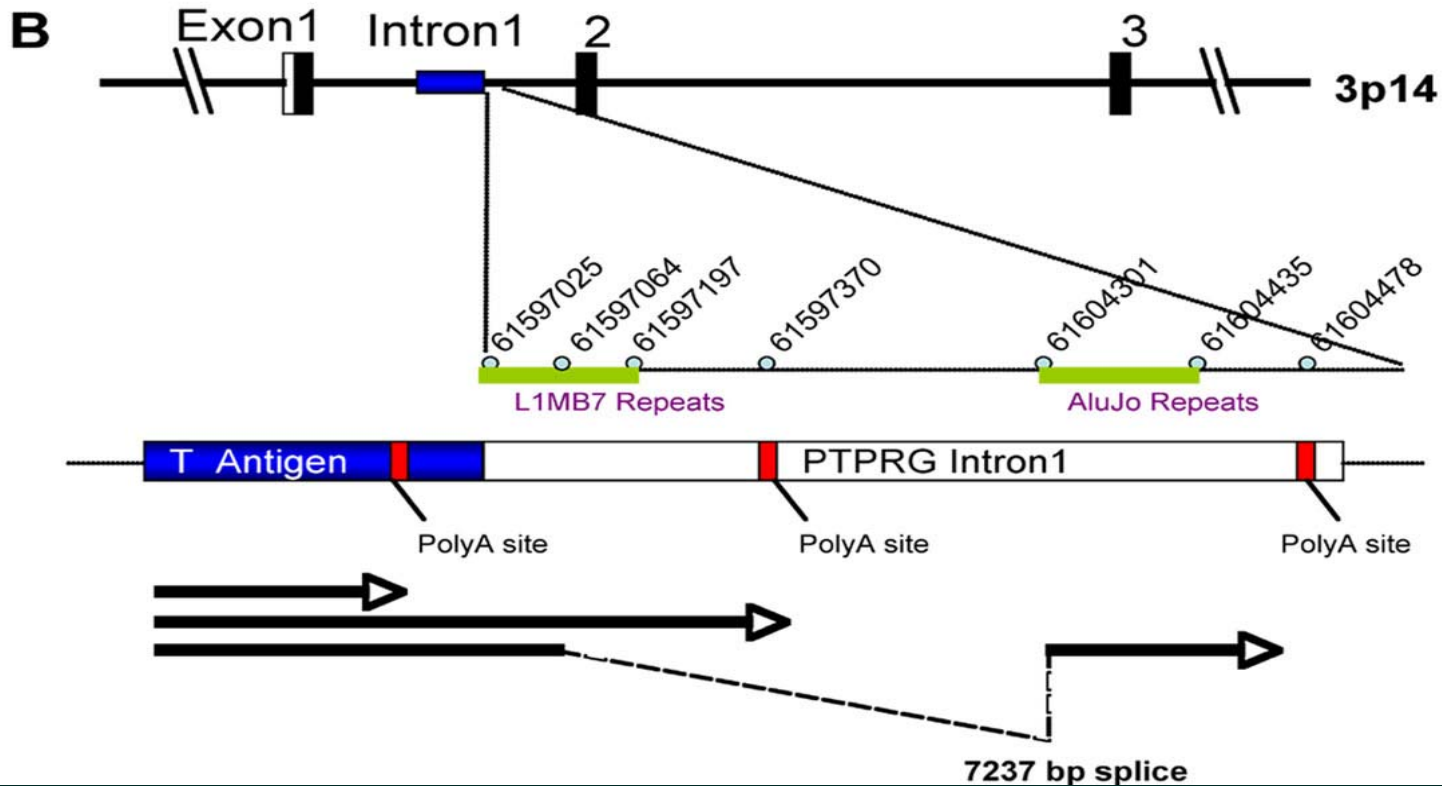 B
Exon1 Intron1 2 3
3p14
61597025 61597064 61597197 61597370 61604301 61604435 61604478
L1MB7 Repeats AluJo Repeats
T Antigen PTPRG Intron1
PolyA site PolyA site PolyA site
7237 bp splice